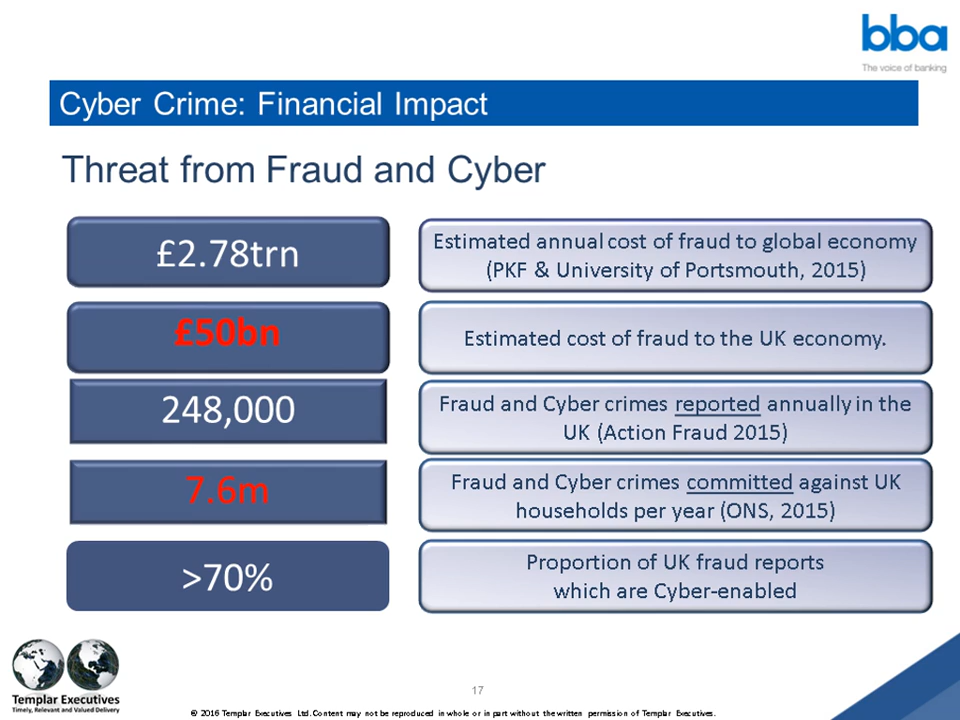 bba
The voice of banking
Cyber Crime: Financial Impact
Threat from Fraud and Cyber
£2.78trn
Estimated annual cost of fraud to global economy
(PKF & University of Portsmouth, 2015)
£50bn
Estimated cost of fraud to the UK economy.
248,000
Fraud and Cyber crimes reported annually in the
UK (Action Fraud 2015)
7.6m
Fraud and Cyber crimes committed against UK
households per year (ONS, 2015)
>70%
Proportion of UK fraud reports
which are Cyber-enabled
Templar Executives
Timely, Relevant and Valued Delivery
17
© 2016 Templar Executives Ltd. Content may not be reproduced in whole or in part without the written permission of Templar Executives.